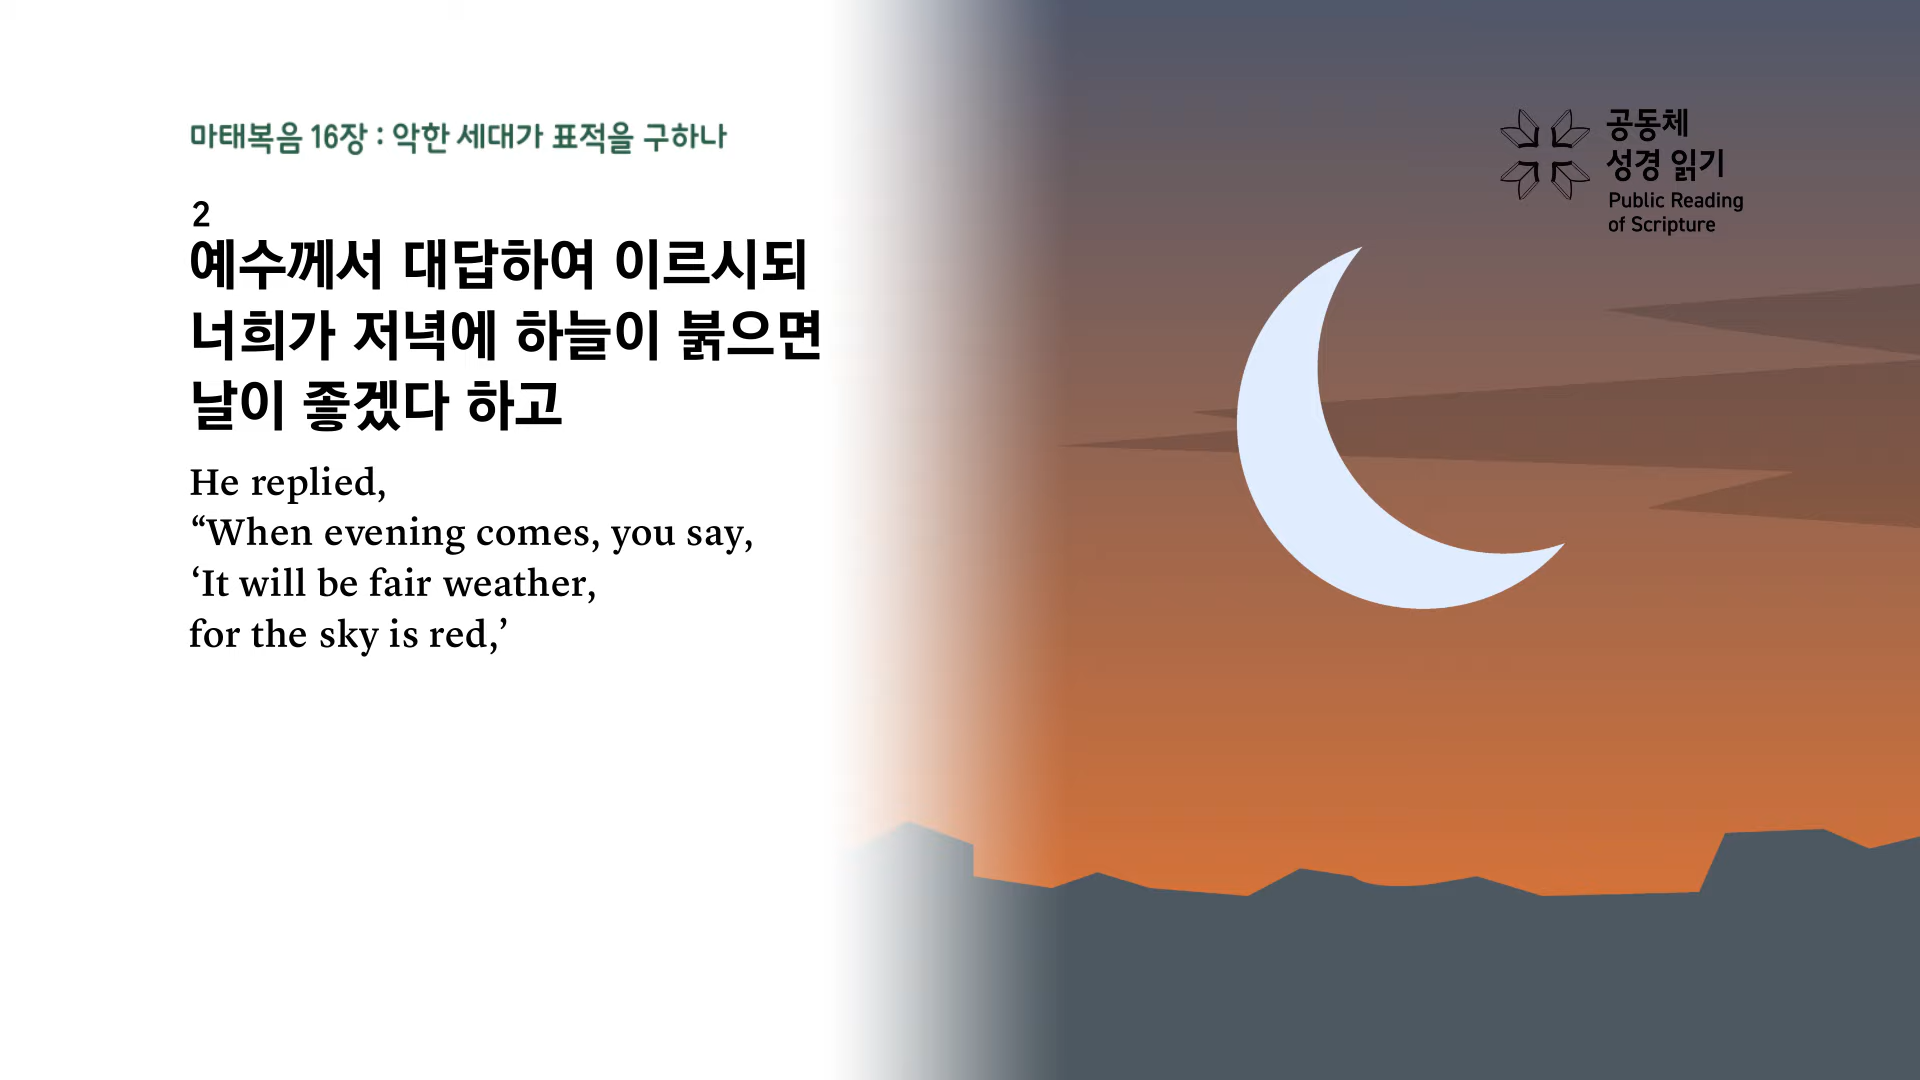 마태복음 16장 : 악한 세대가 표적을 구하나
2
예수께서 대답하여 이르시되
너희가 저녁에 하늘이 붉으면
날이 좋겠다 하고
He replied,
“When evening comes, you say,
‘It will be fair weather,
for the sky is red,’
공동체
성경 읽기
Public Reading
of Scripture